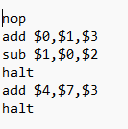 nop
add $0,$1,$3
sub $1,$0,$2
halt
add $4,$7,$3
halt